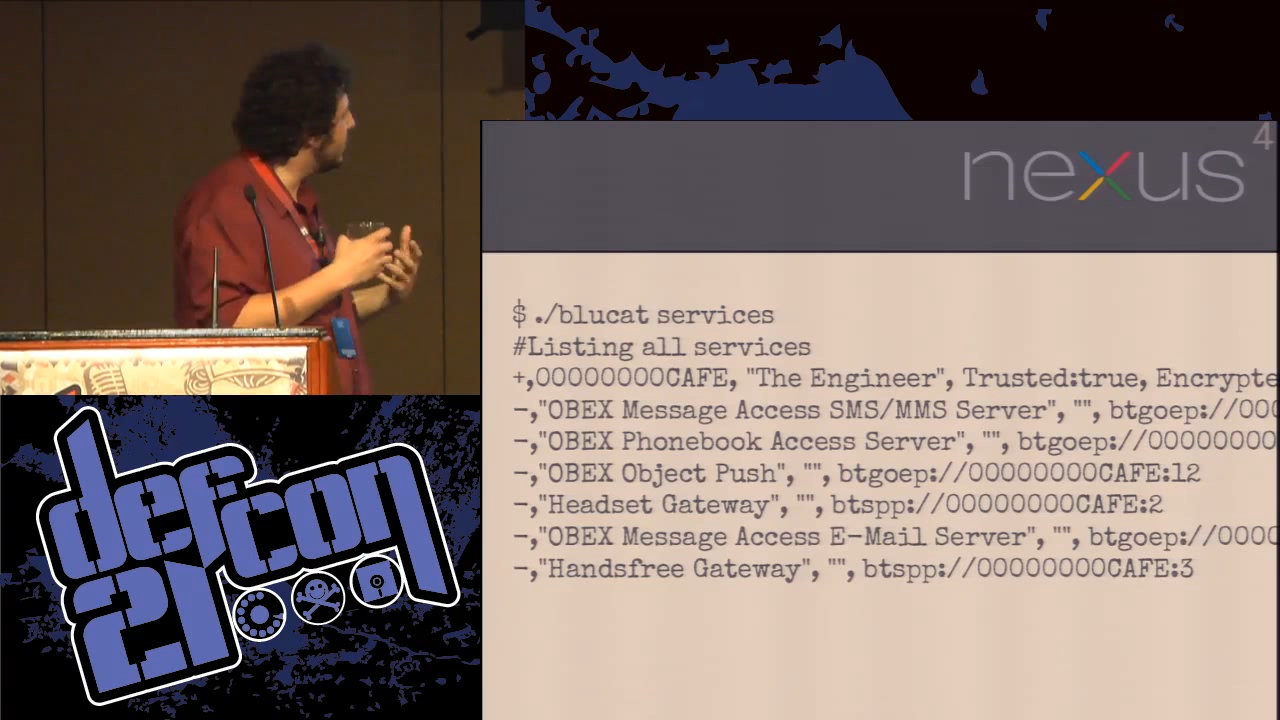 nexus 4
$ ./blucat services
#Listing all services
+,00000000CAFE, "The Engineer", Trusted:true, Encrypte
-,"OBEX Message Access SMS/MMS Server", "", btgoep://000
-,"OBEX Phonebook Access Server", "", btgoep://00000000
-,"OBEX Object Push", "", btgoep://00000000CAFE:12
-,"Headset Gateway", "", btspp://00000000CAFE:2
-,"OBEX Message Access E-Mail Server", "", btgoep://0000
-,"Handsfree Gateway", "", btspp://00000000CAFE:3
defcon
21